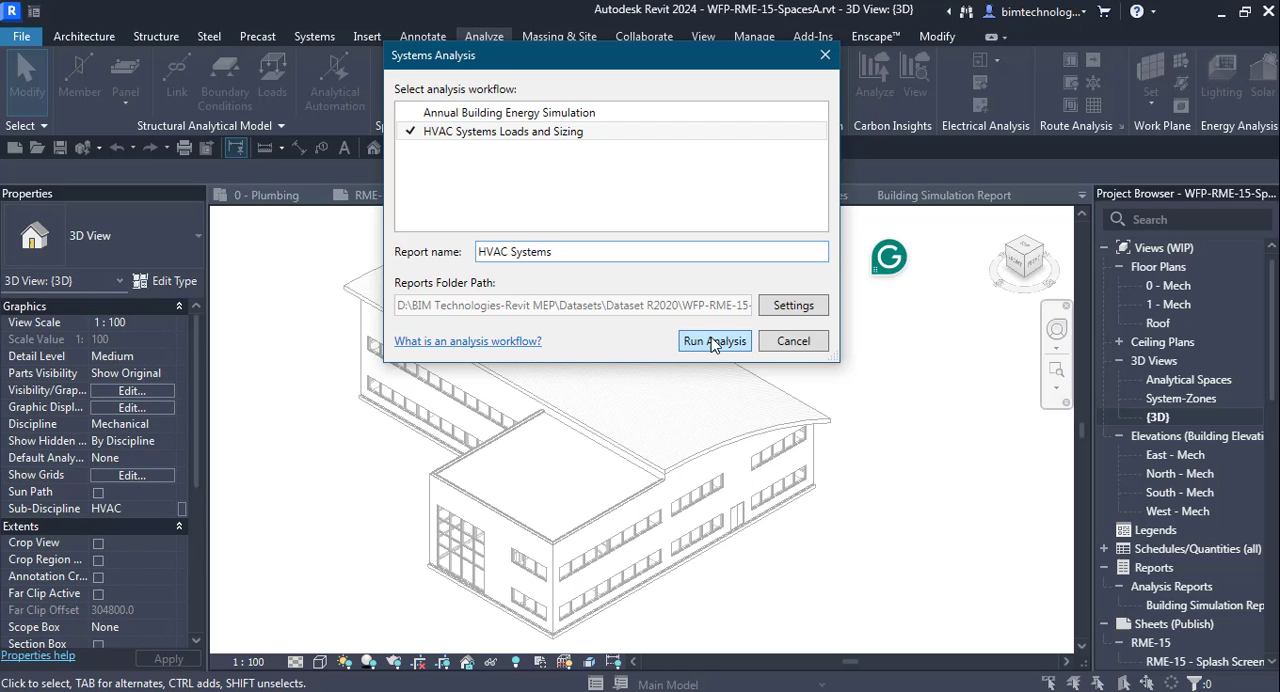 Autodesk Revit 2024 - WFP-RME-15-SpacesA.rvt - 3D View: {3D}
bimtechnolog...
File Architecture Structure Steel Precast Systems Insert Annotate Analyze Massing & Site Collaborate View Manage Add-Ins Enscape™ Modify
Modify Member Panel Link Boundary Conditions Loads Analytical Automation Analyze View Set Lighting Solar
Select Structural Analytical Model Carbon Insights Electrical Analysis Route Analysis Work Plane Energy Analysis
Systems Analysis
Select analysis workflow:
Annual Building Energy Simulation
HVAC Systems Loads and Sizing
Report name: HVAC Systems
Reports Folder Path:
D:\BIM Technologies-Revit MEP\Datasets\Dataset R2020\WFP-RME-15-
Settings
What is an analysis workflow?
Run Analysis
Cancel
0 - Plumbing
RME-
Building Simulation Report
Properties
3D View
3D View: {3D}
Edit Type
Graphics
View Scale 1 : 100
Scale Value 1: 100
Detail Level Medium
Parts Visibility Show Original
Visibility/Grap... Edit...
Graphic Displ... Edit...
Discipline Mechanical
Show Hidden ... By Discipline
Default Analy... None
Show Grids Edit...
Sun Path
Sub-Discipline HVAC
Extents
Crop View
Crop Region ...
Annotation Cr...
Far Clip Active
Far Clip Offset 304800.0
Scope Box None
Section Box
Properties help
Apply
Project Browser - WFP-RME-15-Sp...
Search
Views (WIP)
Floor Plans
0 - Mech
1 - Mech
Roof
Ceiling Plans
3D Views
Analytical Spaces
System-Zones
{3D}
Elevations (Building Elevati
East - Mech
North - Mech
South - Mech
West - Mech
Legends
Schedules/Quantities (all)
Reports
Analysis Reports
Building Simulation Rep
Sheets (Publish)
RME-15
RME-15 - Splash Screen
1 : 100
Click to select, TAB for alternates, CTRL adds, SHIFT unselects.
Main Model
:0